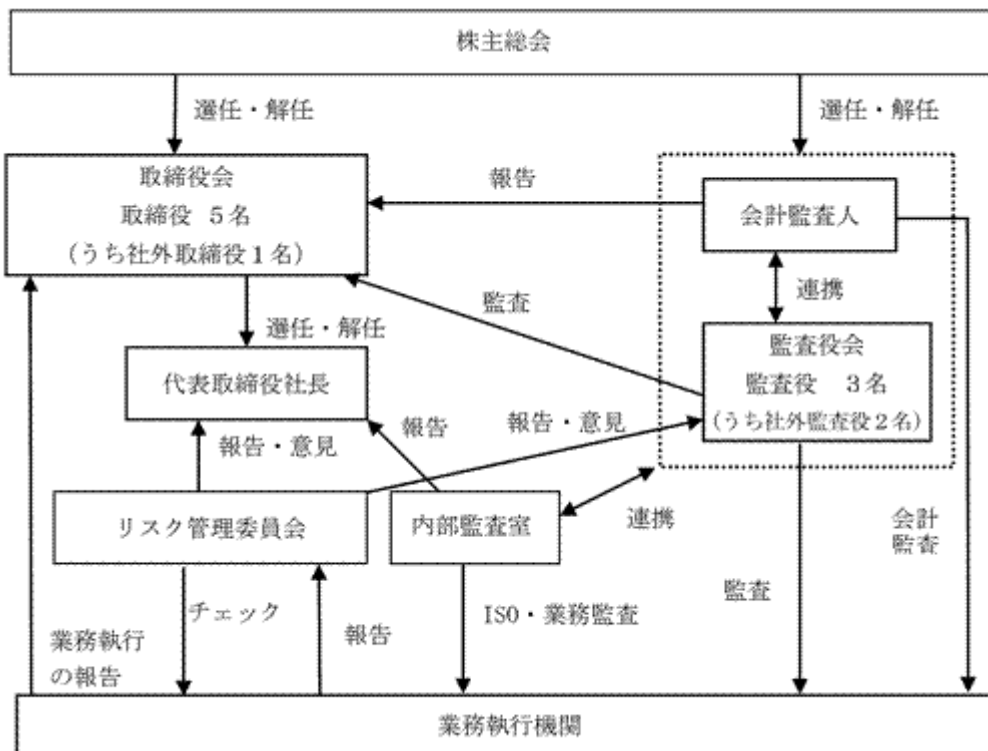 株主総会
選任・解任
選任・解任
取締役会
取締役 5名
(うち社外取締役1名)
報告
会計監査人
連携
監査
選任・解任
監査役会
監査役 3名
(うち社外監査役2名)
代表取締役社長
報告・意見
報告
報告・意見
リスク管理委員会
内部監査室
連携
会計
監査
チェック
報告
ISO・業務監査
監査
業務執行
の報告
業務執行機関